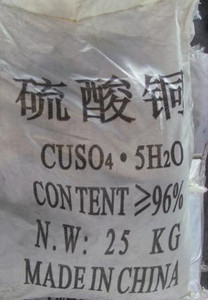 硫酸铜
CUSO4·5H2O
CONTENT ≥96%
N.W: 25 KG
MADE IN CHINA